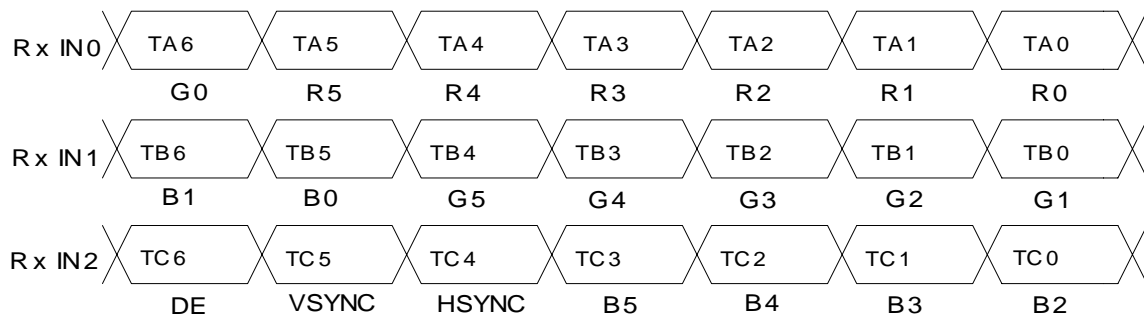 Rx IN0 TA6 TA5 TA4 TA3 TA2 TA1 TA0
G0 R5 R4 R3 R2 R1 R0
Rx IN1 TB6 TB5 TB4 TB3 TB2 TB1 TB0
B1 B0 G5 G4 G3 G2 G1
Rx IN2 TC6 TC5 TC4 TC3 TC2 TC1 TC0
DE VSYNC HSYNC B5 B4 B3 B2